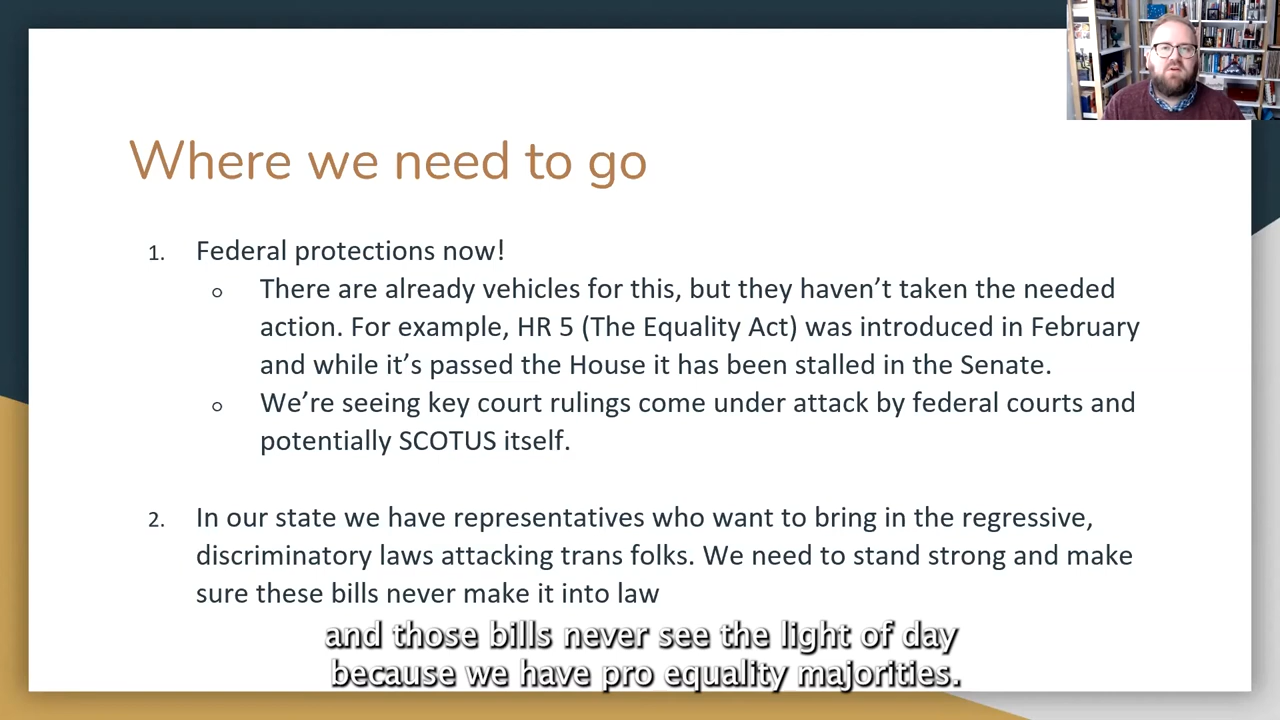 Where we need to go
1. Federal protections now!
○ There are already vehicles for this, but they haven’t taken the needed
action. For example, HR 5 (The Equality Act) was introduced in February
and while it’s passed the House it has been stalled in the Senate.
○ We’re seeing key court rulings come under attack by federal courts and
potentially SCOTUS itself.
2. In our state we have representatives who want to bring in the regressive,
discriminatory laws attacking trans folks. We need to stand strong and make
sure these bills never make it into law
and those bills never see the light of day
because we have pro equality majorities.